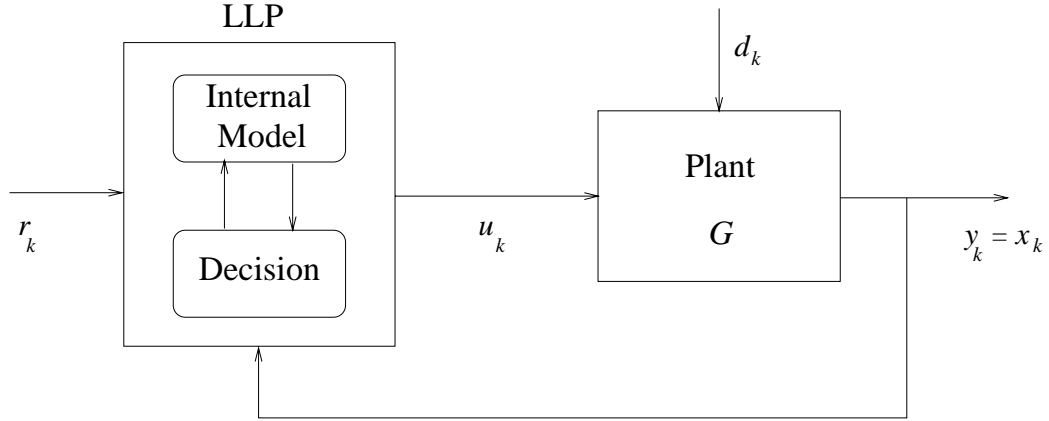 LLP
Internal
Model
Decision
r_k
u_k
d_k
Plant
G
y_k = x_k